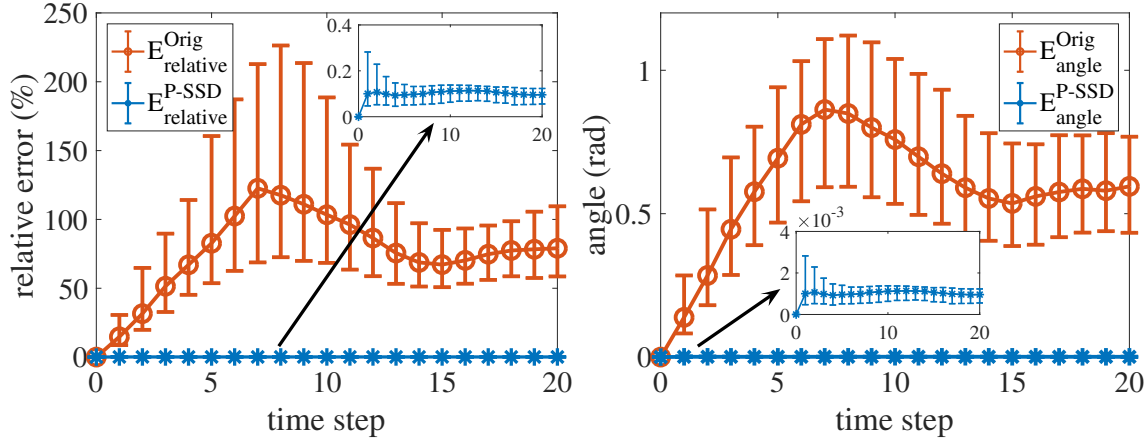 250
200
150
100
50
0
relative error (%)
E^Orig_relative
E^P-SSD_relative
0.4
0.2
0
0 10 20
0 5 10 15 20
time step
1
0.5
0
angle (rad)
E^Orig_angle
E^P-SSD_angle
×10^-3
4
2
0
0 10 20
0 5 10 15 20
time step